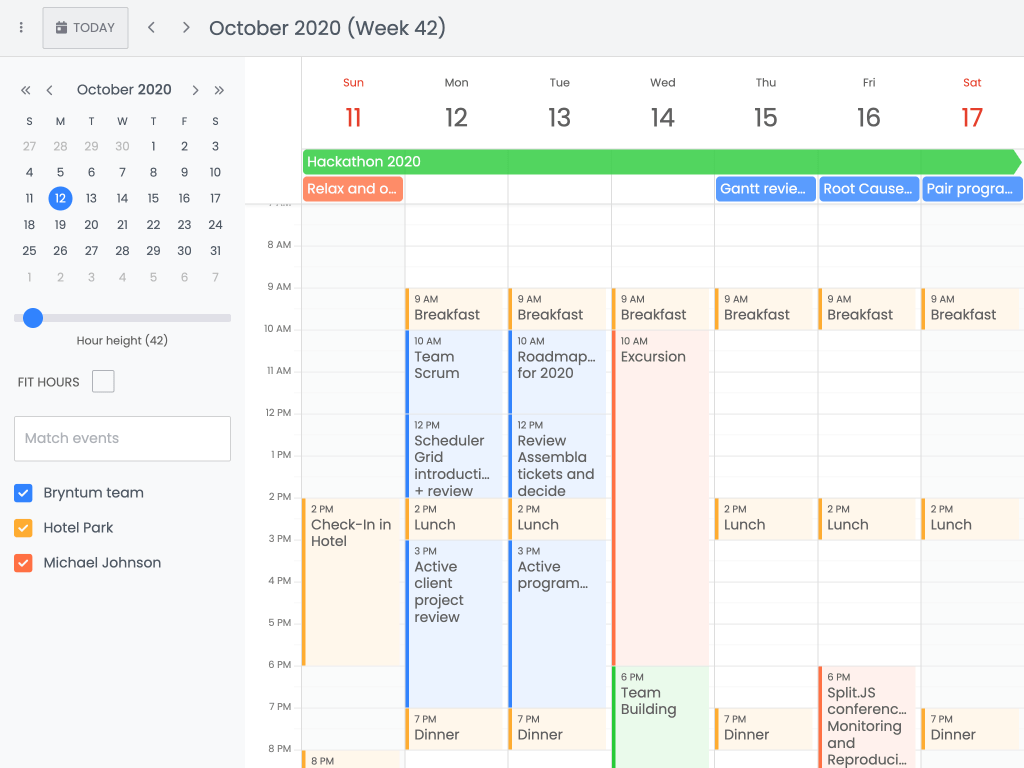 TODAY
October 2020 (Week 42)
October 2020
S M T W T F S
27 28 29 30 1 2 3
4 5 6 7 8 9 10
11 12 13 14 15 16 17
18 19 20 21 22 23 24
25 26 27 28 29 30 31
1 2 3 4 5 6 7
Hour height (42)
FIT HOURS
Match events
Bryntum team
Hotel Park
Michael Johnson
Sun Mon Tue Wed Thu Fri Sat
11 12 13 14 15 16 17
Hackathon 2020
Relax and o...
Gantt revie...
Root Cause...
Pair progra...
8 AM
9 AM
10 AM
11 AM
12 PM
1 PM
2 PM
3 PM
4 PM
5 PM
6 PM
7 PM
8 PM
2 PM
Check-In in
Hotel
8 PM
9 AM
Breakfast
10 AM
Team
Scrum
12 PM
Scheduler
Grid
introducti...
+ review
2 PM
Lunch
3 PM
Active
client
project
review
7 PM
Dinner
9 AM
Breakfast
10 AM
Roadmap...
for 2020
12 PM
Review
Assembla
tickets and
decide
2 PM
Lunch
3 PM
Active
program...
7 PM
Dinner
9 AM
Breakfast
10 AM
Excursion
6 PM
Team
Building
9 AM
Breakfast
2 PM
Lunch
7 PM
Dinner
9 AM
Breakfast
2 PM
Lunch
6 PM
Split.JS
conferenc...
Monitoring
and
Reproduci...
9 AM
Breakfast
2 PM
Lunch
7 PM
Dinner